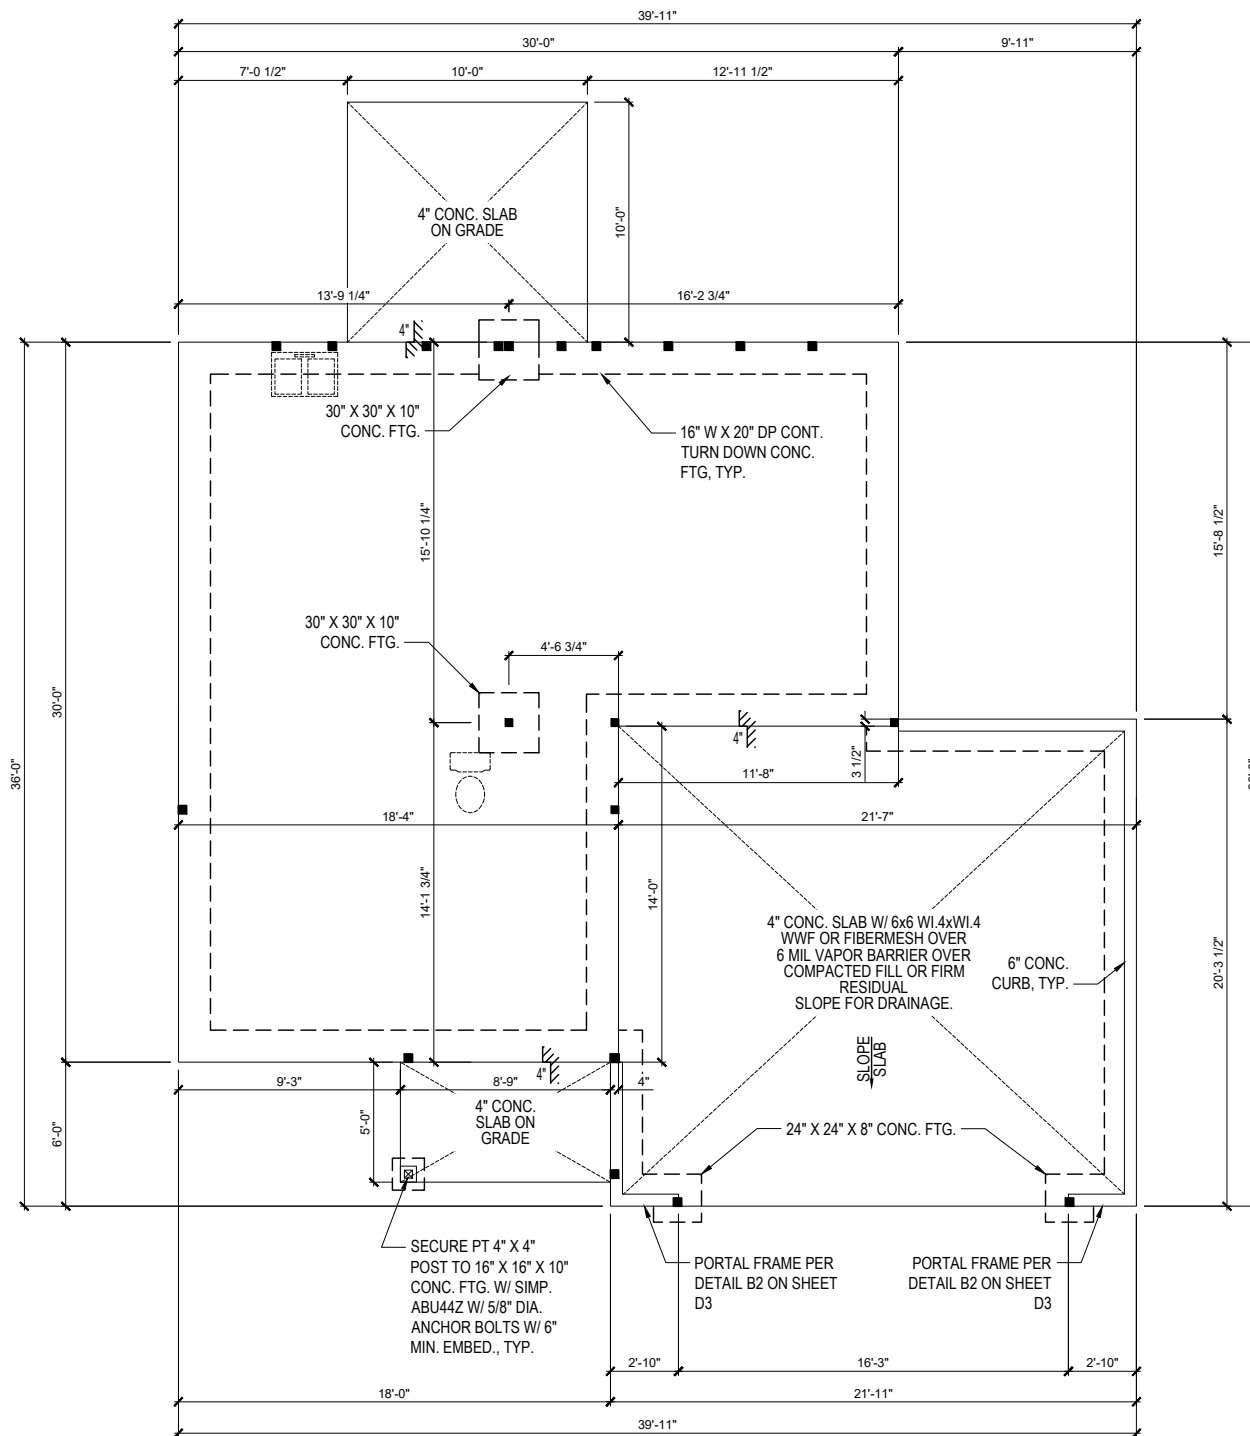 39'-11"
30'-0"
9'-11"
7'-0 1/2"
10'-0"
12'-11 1/2"
4" CONC. SLAB
ON GRADE
10'-0"
13'-9 1/4"
16'-2 3/4"
4"
30" X 30" X 10"
CONC. FTG.
16" W X 20" DP CONT.
TURN DOWN CONC.
FTG, TYP.
15'-10 1/4"
15'-8 1/2"
30" X 30" X 10"
CONC. FTG.
4'-6 3/4"
30'-0"
36'-0"
4"
3 1/2"
11'-8"
18'-4"
21'-7"
14'-1 3/4"
14'-0"
4" CONC. SLAB W/ 6x6 WI.4xWI.4
WWF OR FIBERMESH OVER
6 MIL VAPOR BARRIER OVER
COMPACTED FILL OR FIRM
RESIDUAL
SLOPE FOR DRAINAGE.
6" CONC.
CURB, TYP.
20'-3 1/2"
SLOPE
SLAB
4"
9'-3"
8'-9"
4"
6'-0"
5'-0"
4" CONC.
SLAB ON
GRADE
24" X 24" X 8" CONC. FTG.
SECURE PT 4" X 4"
POST TO 16" X 16" X 10"
CONC. FTG. W/ SIMP.
ABU44Z W/ 5/8" DIA.
ANCHOR BOLTS W/ 6"
MIN. EMBED., TYP.
PORTAL FRAME PER
DETAIL B2 ON SHEET
D3
PORTAL FRAME PER
DETAIL B2 ON SHEET
D3
2'-10"
16'-3"
2'-10"
18'-0"
21'-11"
39'-11"